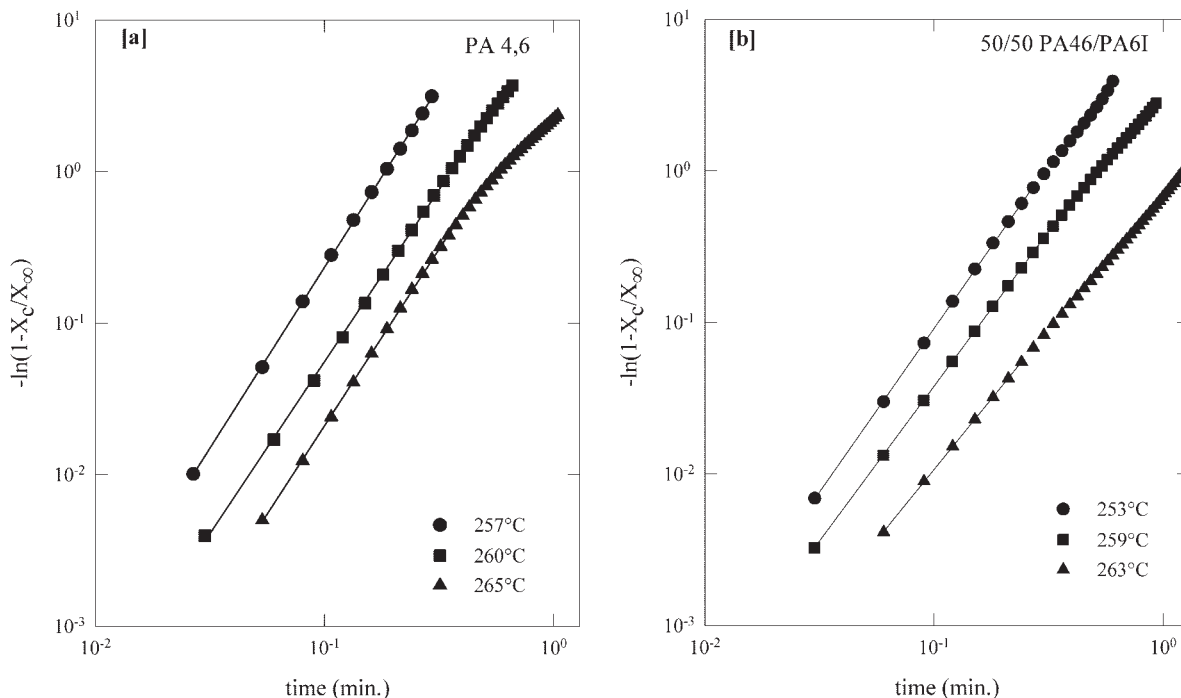 [a]
PA 4,6
10^1
10^0
10^-1
10^-2
10^-3
-ln(1-X_c/X_∞)
257°C
260°C
265°C
10^-2
10^-1
10^0
time (min.)
[b]
50/50 PA46/PA6I
10^1
10^0
10^-1
10^-2
10^-3
-ln(1-X_c/X_∞)
253°C
259°C
263°C
10^-2
10^-1
10^0
time (min.)